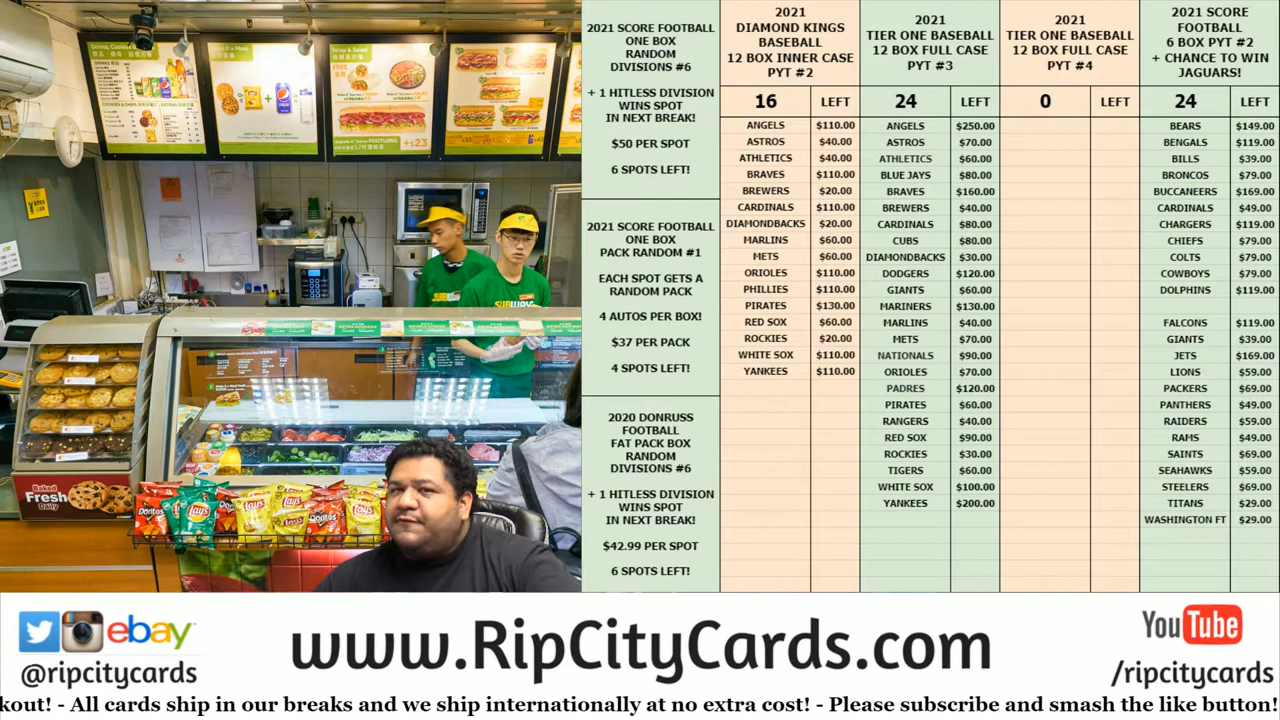 Wrap & Salad
FREE
FOOTLONG
$23
SUB
SUBWAY
Baked
Fresh
Daily
Doritos
Lay's
Lay's
Lay's
Doritos
2021 SCORE FOOTBALL
ONE BOX
RANDOM
DIVISIONS #6
+ 1 HITLESS DIVISION
WINS SPOT
IN NEXT BREAK!
$50 PER SPOT
6 SPOTS LEFT!
2021 SCORE FOOTBALL
ONE BOX
PACK RANDOM #1
EACH SPOT GETS A
RANDOM PACK
4 AUTOS PER BOX!
$37 PER PACK
4 SPOTS LEFT!
2020 DONRUSS
FOOTBALL
FAT PACK BOX
RANDOM
DIVISIONS #6
+ 1 HITLESS DIVISION
WINS SPOT
IN NEXT BREAK!
$42.99 PER SPOT
6 SPOTS LEFT!
2021
DIAMOND KINGS
BASEBALL
12 BOX INNER CASE
PYT #2
16 LEFT
ANGELS $110.00
ASTROS $40.00
ATHLETICS $40.00
BRAVES $110.00
BREWERS $20.00
CARDINALS $110.00
DIAMONDBACKS $20.00
MARLINS $60.00
METS $60.00
ORIOLES $110.00
PHILLIES $110.00
PIRATES $130.00
RED SOX $60.00
ROCKIES $20.00
WHITE SOX $110.00
YANKEES $110.00
2021
TIER ONE BASEBALL
12 BOX FULL CASE
PYT #3
24 LEFT
ANGELS $250.00
ASTROS $70.00
ATHLETICS $60.00
BLUE JAYS $80.00
BRAVES $160.00
BREWERS $40.00
CARDINALS $80.00
CUBS $80.00
DIAMONDBACKS $30.00
DODGERS $120.00
GIANTS $60.00
MARINERS $130.00
MARLINS $40.00
METS $70.00
NATIONALS $90.00
ORIOLES $70.00
PADRES $120.00
PIRATES $60.00
RANGERS $40.00
RED SOX $90.00
ROCKIES $30.00
TIGERS $60.00
WHITE SOX $100.00
YANKEES $200.00
2021
TIER ONE BASEBALL
12 BOX FULL CASE
PYT #4
0 LEFT
2021 SCORE
FOOTBALL
6 BOX PYT #2
+ CHANCE TO WIN
JAGUARS!
24 LEFT
BEARS $149.00
BENGALS $119.00
BILLS $39.00
BRONCOS $79.00
BUCCANEERS $169.00
CARDINALS $49.00
CHARGERS $119.00
CHIEFS $79.00
COLTS $79.00
COWBOYS $79.00
DOLPHINS $119.00
FALCONS $119.00
GIANTS $39.00
JETS $169.00
LIONS $59.00
PACKERS $69.00
PANTHERS $49.00
RAIDERS $59.00
RAMS $49.00
SAINTS $69.00
SEAHAWKS $59.00
STEELERS $69.00
TITANS $29.00
WASHINGTON FT $29.00
ebay
@ripcitycards
www.RipCityCards.com
YouTube
/ripcitycards
kout! - All cards ship in our breaks and we ship internationally at no extra cost! - Please subscribe and smash the like button!